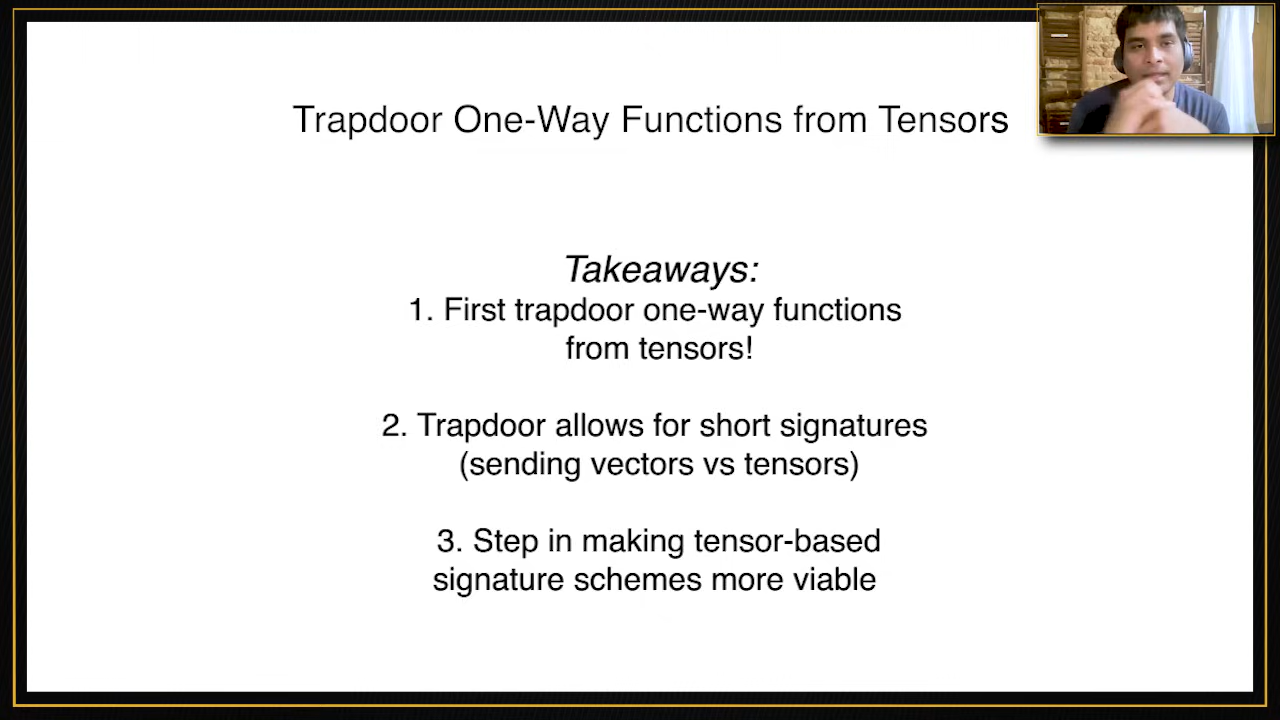 Trapdoor One-Way Functions from Tensors
Takeaways:
1. First trapdoor one-way functions
from tensors!
2. Trapdoor allows for short signatures
(sending vectors vs tensors)
3. Step in making tensor-based
signature schemes more viable